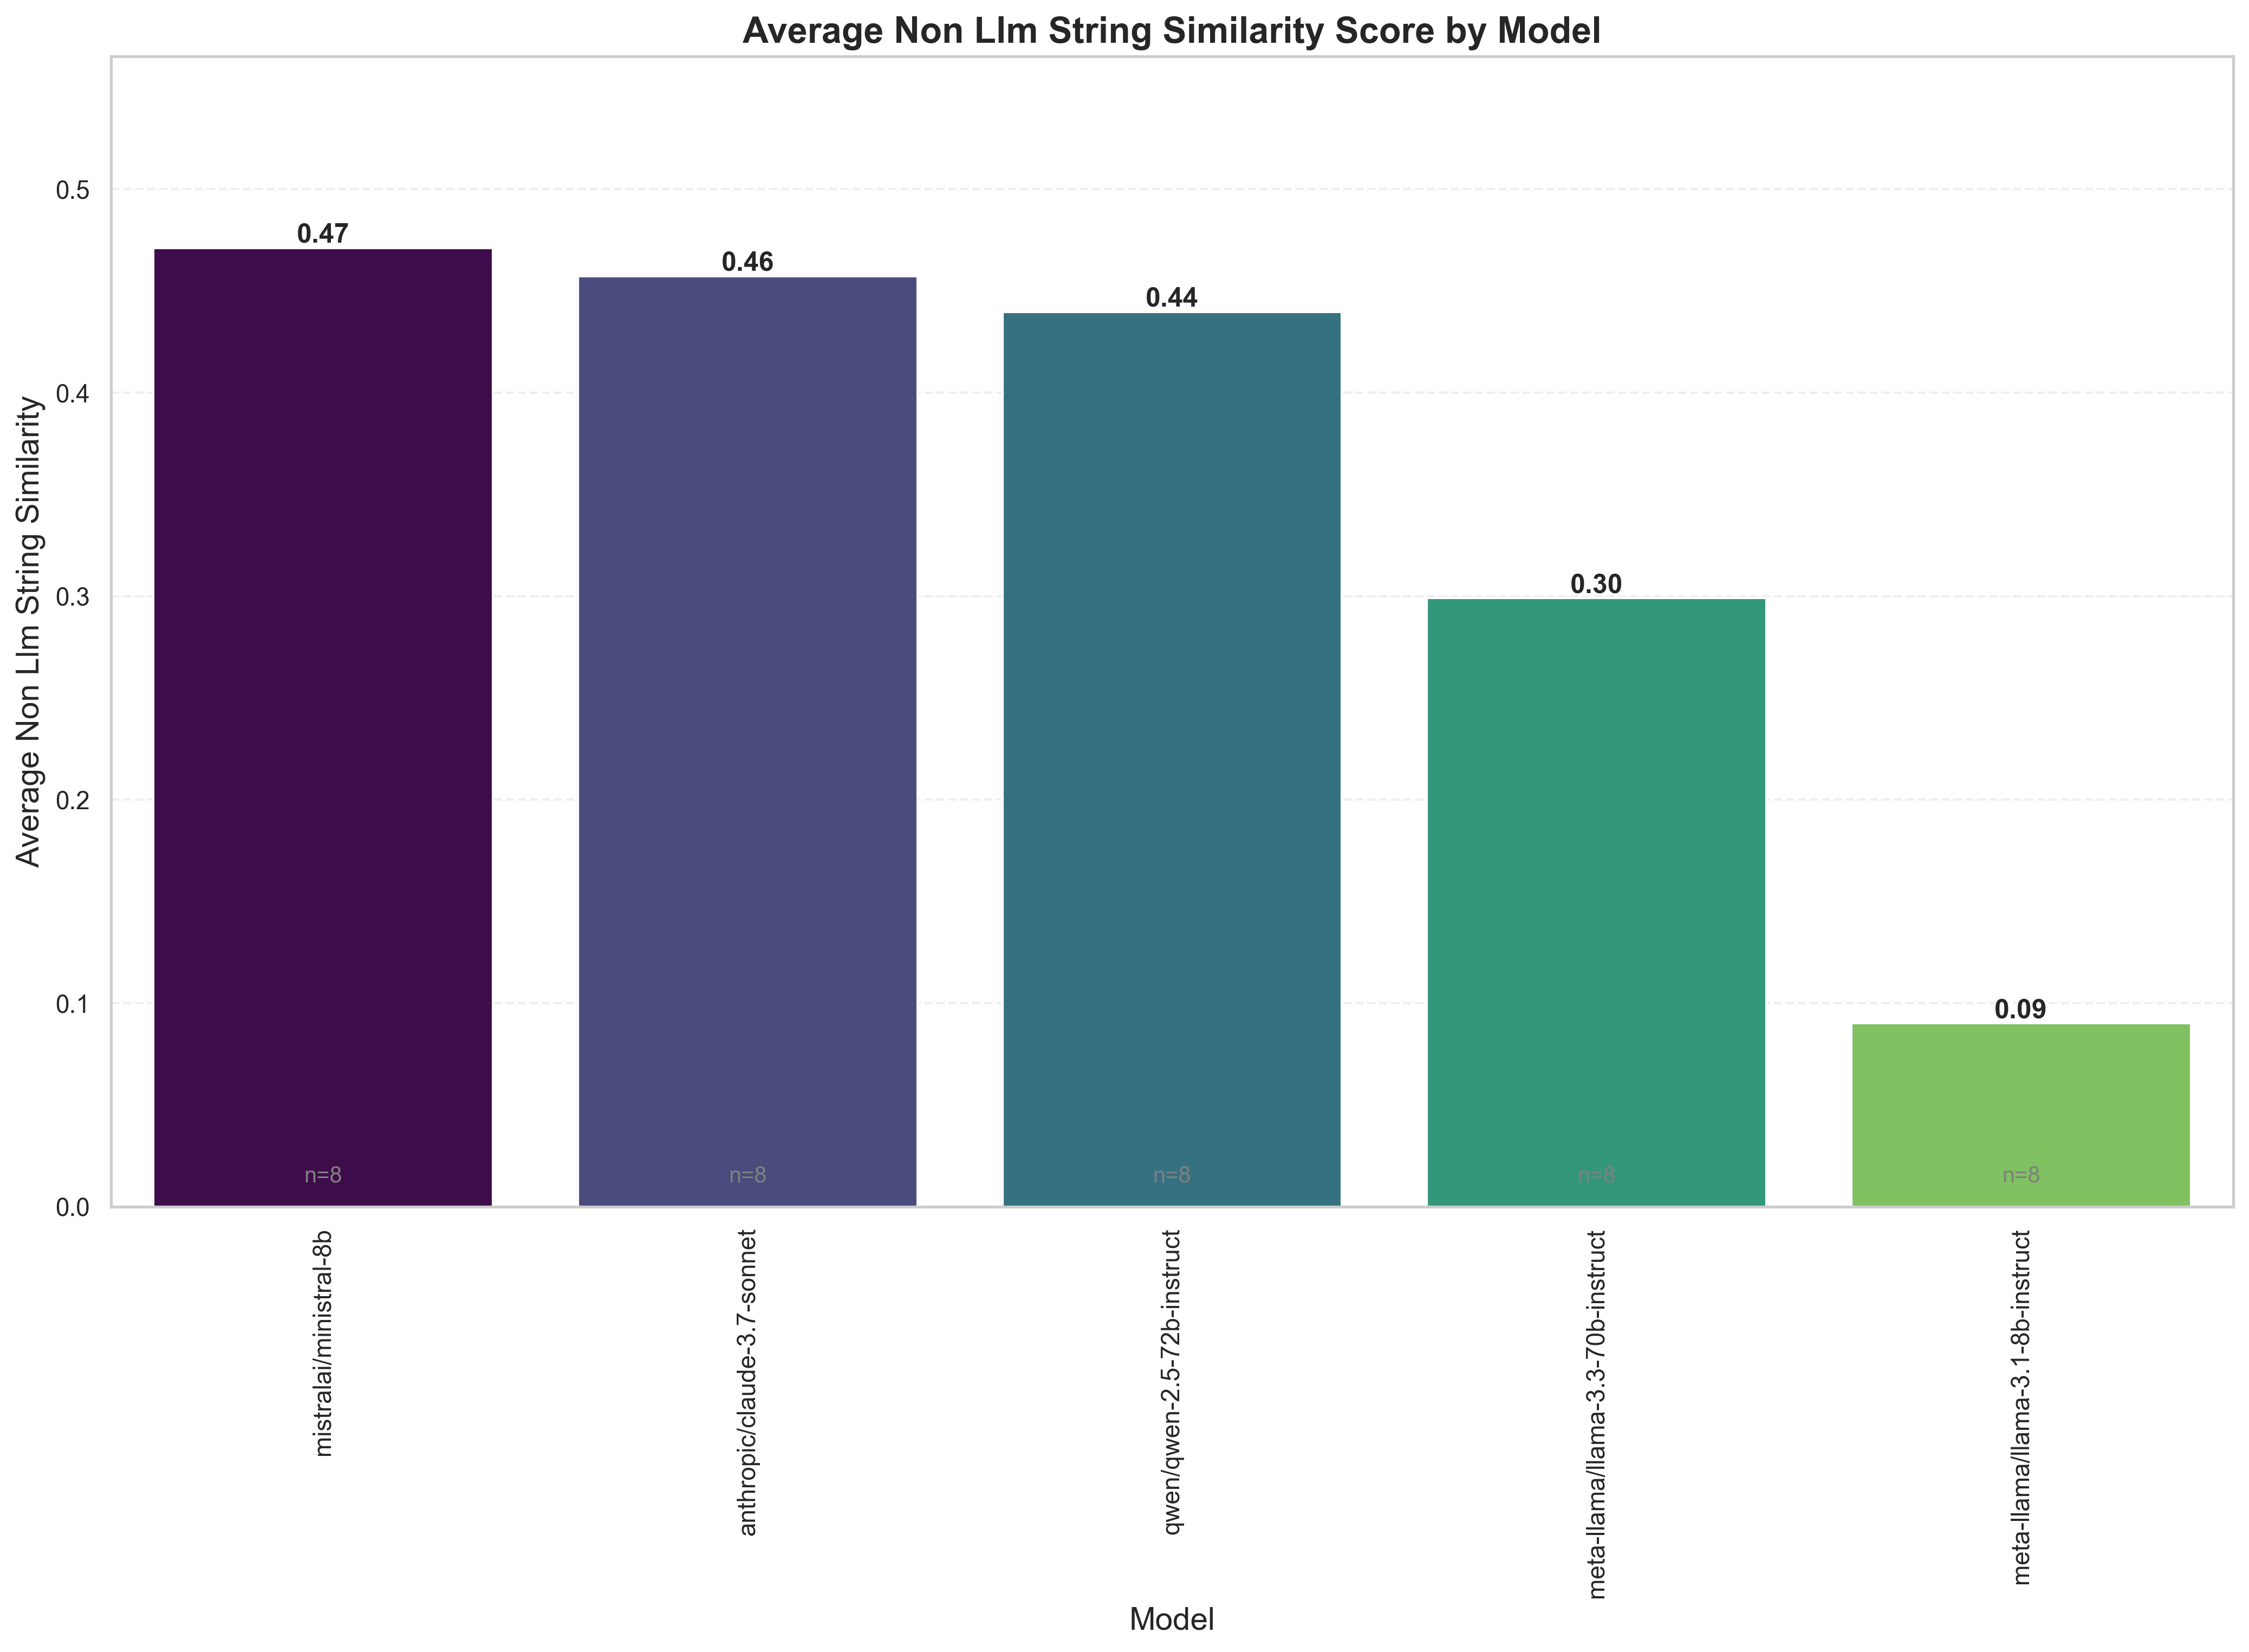 Average Non Llm String Similarity Score by Model
Average Non Llm String Similarity
0.5
0.4
0.3
0.2
0.1
0.0
0.47
0.46
0.44
0.30
0.09
n=8
n=8
n=8
n=8
n=8
mistralai/ministral-8b
anthropic/claude-3.7-sonnet
qwen/qwen-2.5-72b-instruct
meta-llama/llama-3.3-70b-instruct
meta-llama/llama-3.1-8b-instruct
Model